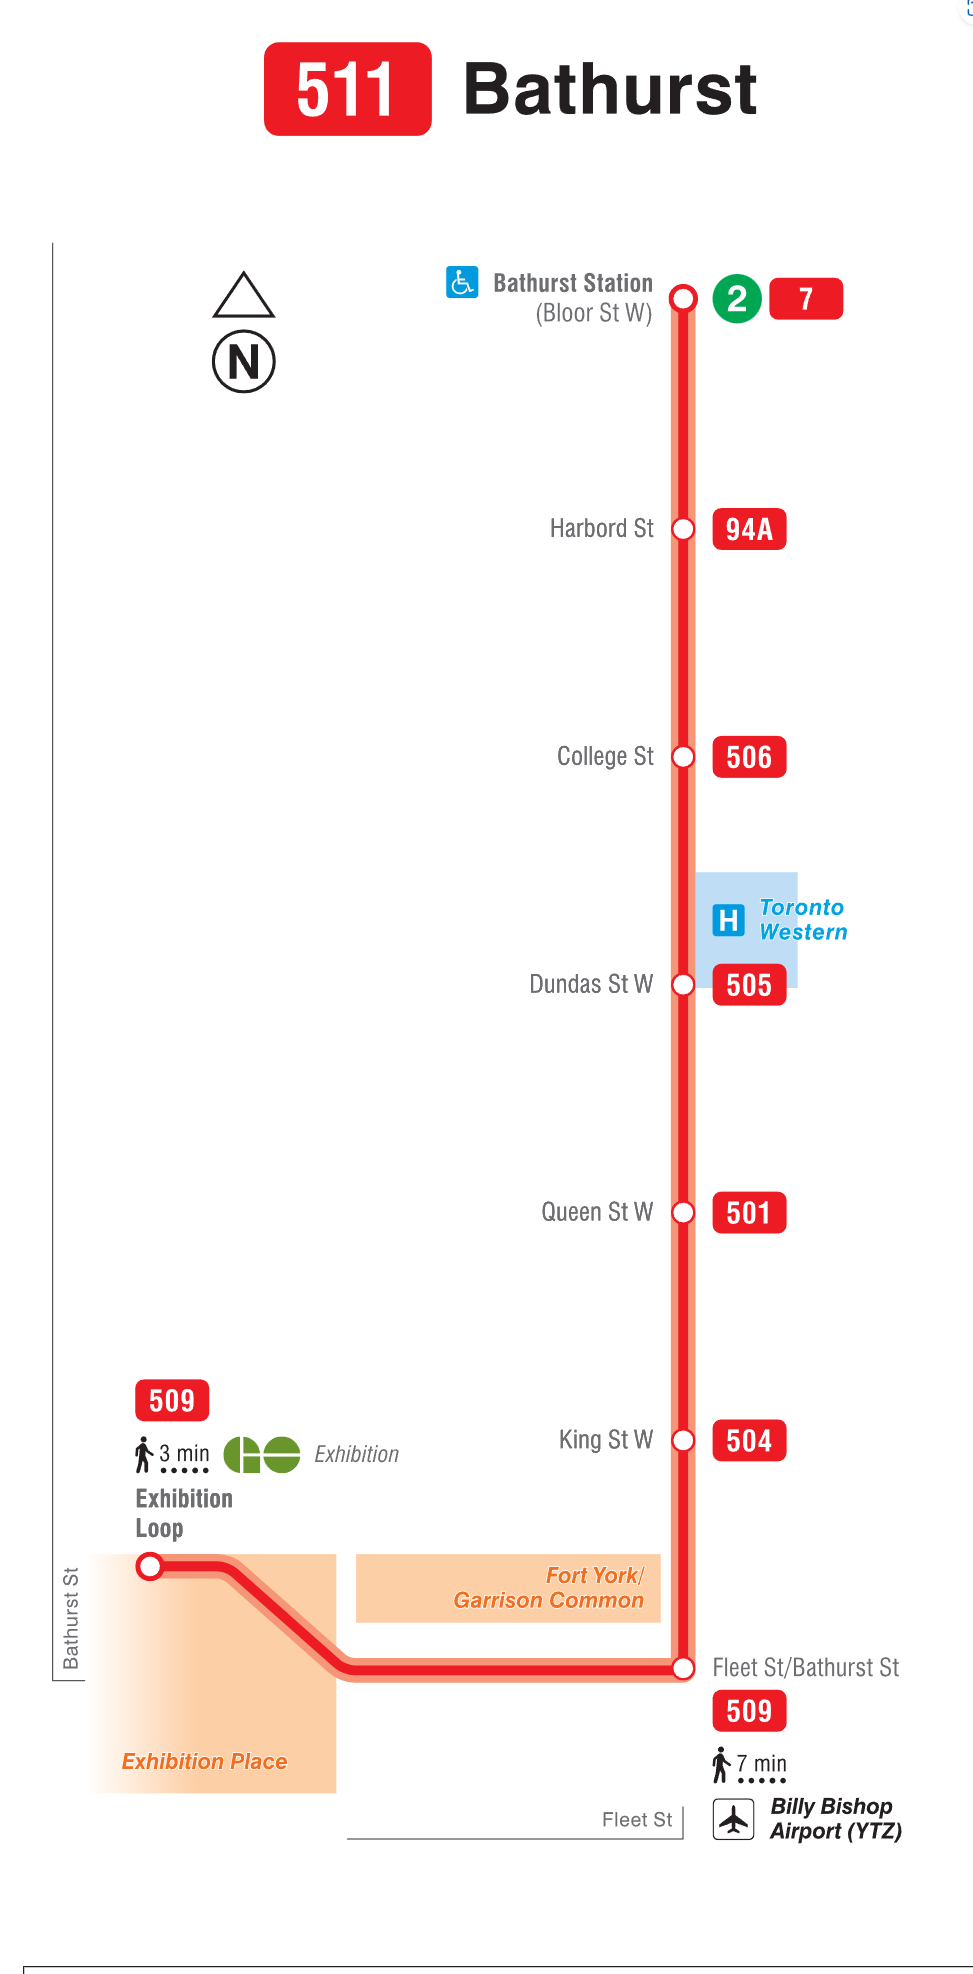 511 Bathurst
N
Bathurst Station
(Bloor St W)
2 7
Harbord St 94A
College St 506
H Toronto
Western
Dundas St W 505
Queen St W 501
King St W 504
509
3 min GO Exhibition
Exhibition
Loop
Fort York/
Garrison Common
Bathurst St
Fleet St/Bathurst St
509
Exhibition Place
7 min
Billy Bishop
Airport (YTZ)
Fleet St